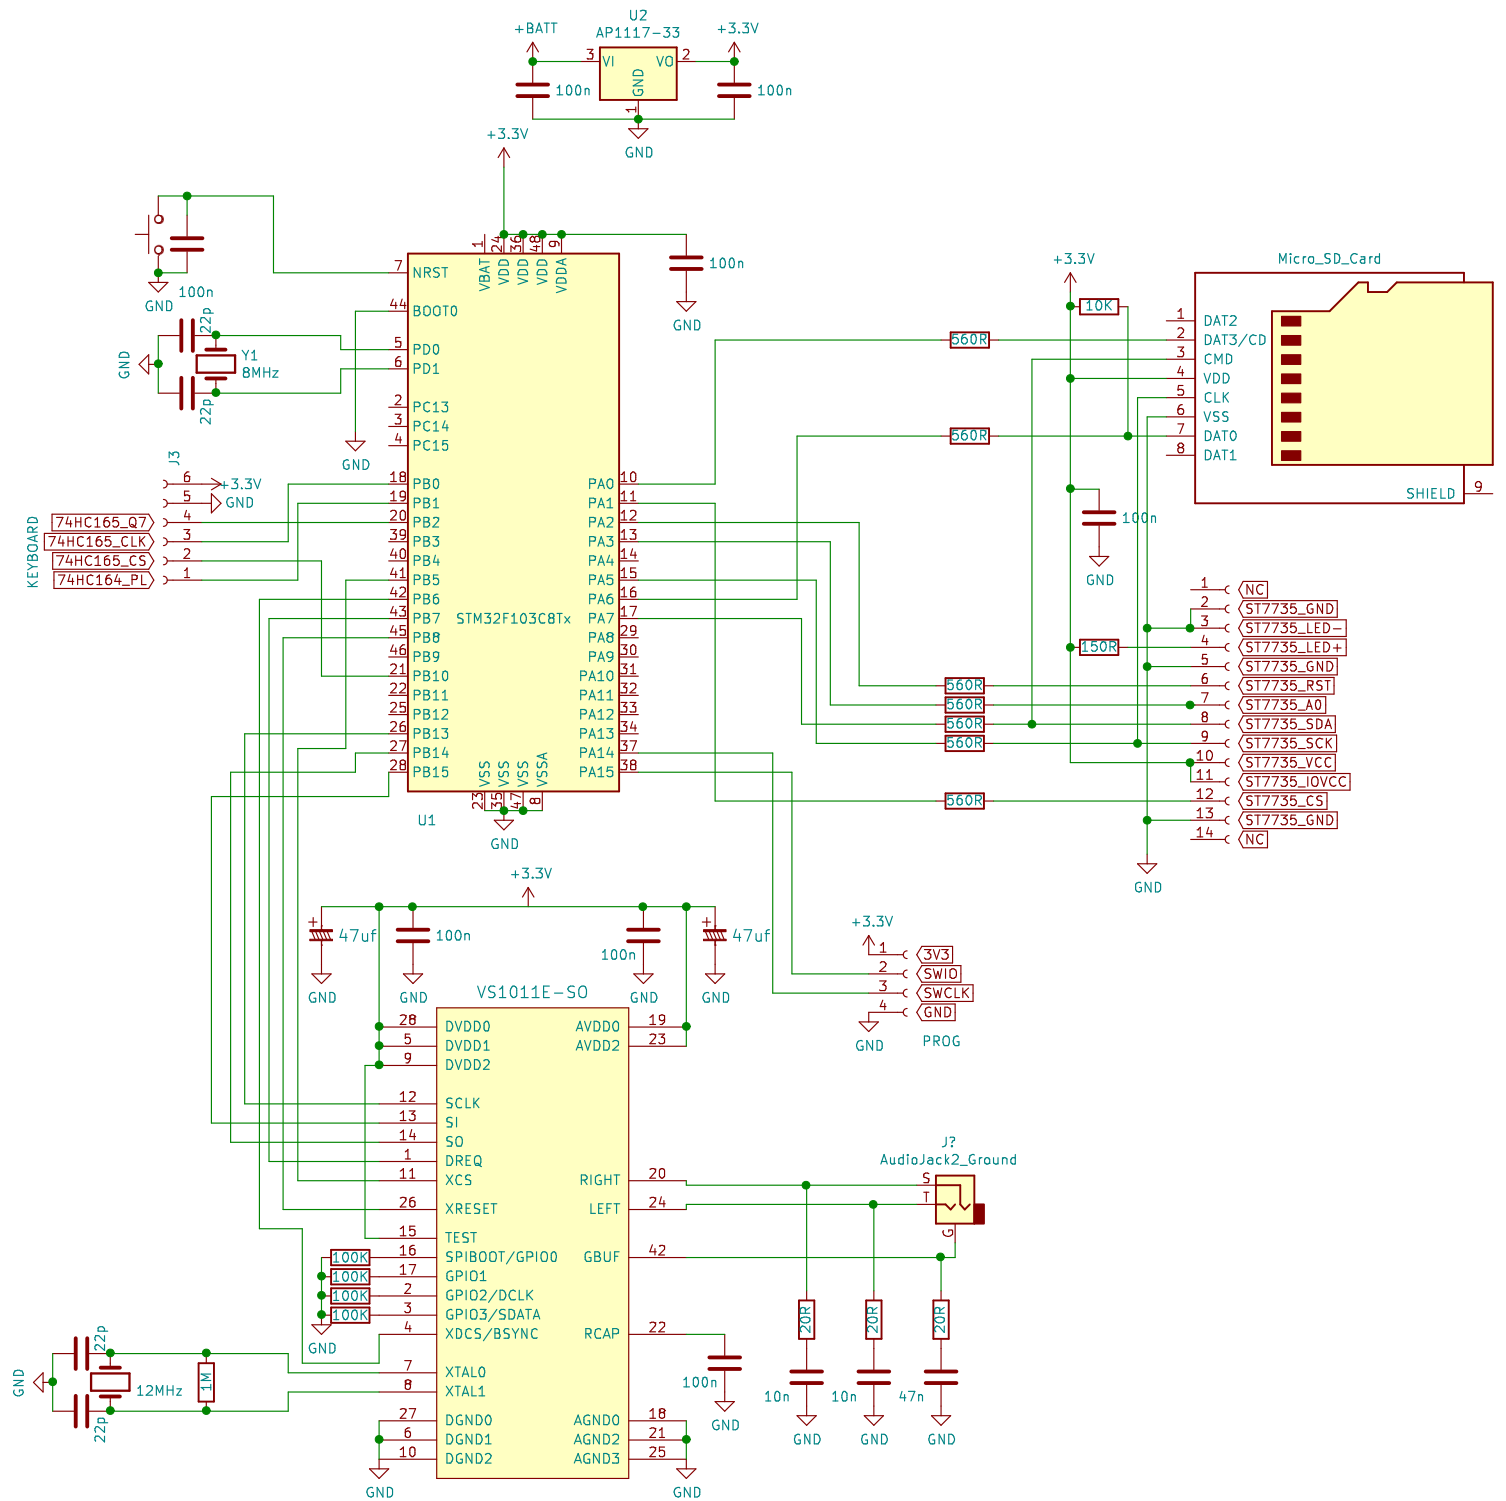 U2
AP1117-33
+BATT
+3.3V
3
VI
VO
2
GND
1
100n
100n
GND
+3.3V
100n
GND
GND
100n
22p
22p
GND
Y1
8MHz
GND
1
VBAT
24
VDD
36
VDD
48
VDD
9
VDDA
7
NRST
44
BOOT0
5
PD0
6
PD1
2
PC13
3
PC14
4
PC15
18
PB0
19
PB1
20
PB2
39
PB3
40
PB4
41
PB5
42
PB6
43
PB7
45
PB8
46
PB9
21
PB10
22
PB11
25
PB12
26
PB13
27
PB14
28
PB15
STM32F103C8Tx
PA0
10
PA1
11
PA2
12
PA3
13
PA4
14
PA5
15
PA6
16
PA7
17
PA8
29
PA9
30
PA10
31
PA11
32
PA12
33
PA13
34
PA14
37
PA15
38
23
VSS
35
VSS
47
VSS
8
VSSA
U1
GND
J3
KEYBOARD
6
+3.3V
5
GND
74HC165_Q7
4
74HC165_CLK
3
74HC165_CS
2
74HC164_PL
1
560R
560R
560R
560R
560R
560R
560R
+3.3V
10K
100n
GND
150R
GND
Micro_SD_Card
1
DAT2
2
DAT3/CD
3
CMD
4
VDD
5
CLK
6
VSS
7
DAT0
8
DAT1
SHIELD
9
1
NC
2
ST7735_GND
3
ST7735_LED-
4
ST7735_LED+
5
ST7735_GND
6
ST7735_RST
7
ST7735_A0
8
ST7735_SDA
9
ST7735_SCK
10
ST7735_VCC
11
ST7735_IOVCC
12
ST7735_CS
13
ST7735_GND
14
NC
+3.3V
+
47uf
GND
100n
GND
100n
GND
+
47uf
GND
+3.3V
1
3V3
2
SWIO
3
SWCLK
4
GND
GND
PROG
VS1011E-SO
28
DVDD0
5
DVDD1
9
DVDD2
12
SCLK
13
SI
14
SO
1
DREQ
11
XCS
26
XRESET
15
TEST
16
SPIBOOT/GPIO0
17
GPIO1
2
GPIO2/DCLK
3
GPIO3/SDATA
4
XDCS/BSYNC
7
XTAL0
8
XTAL1
27
DGND0
6
DGND1
10
DGND2
AVDD0
19
AVDD2
23
RIGHT
20
LEFT
24
GBUF
42
RCAP
22
AGND0
18
AGND2
21
AGND3
25
100K
100K
100K
100K
GND
GND
22p
22p
12MHz
1M
GND
GND
100n
GND
J?
AudioJack2_Ground
S
T
G
20R
20R
20R
10n
10n
47n
GND
GND
GND